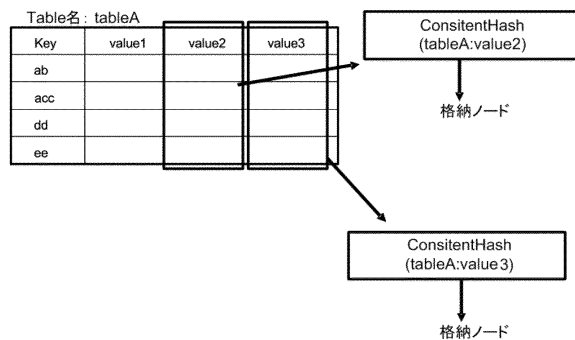 Table名: tableA
Key value1 value2 value3
ab
acc
dd
ee
ConsitentHash
(tableA:value2)
格納ノード
ConsitentHash
(tableA:value3)
格納ノード